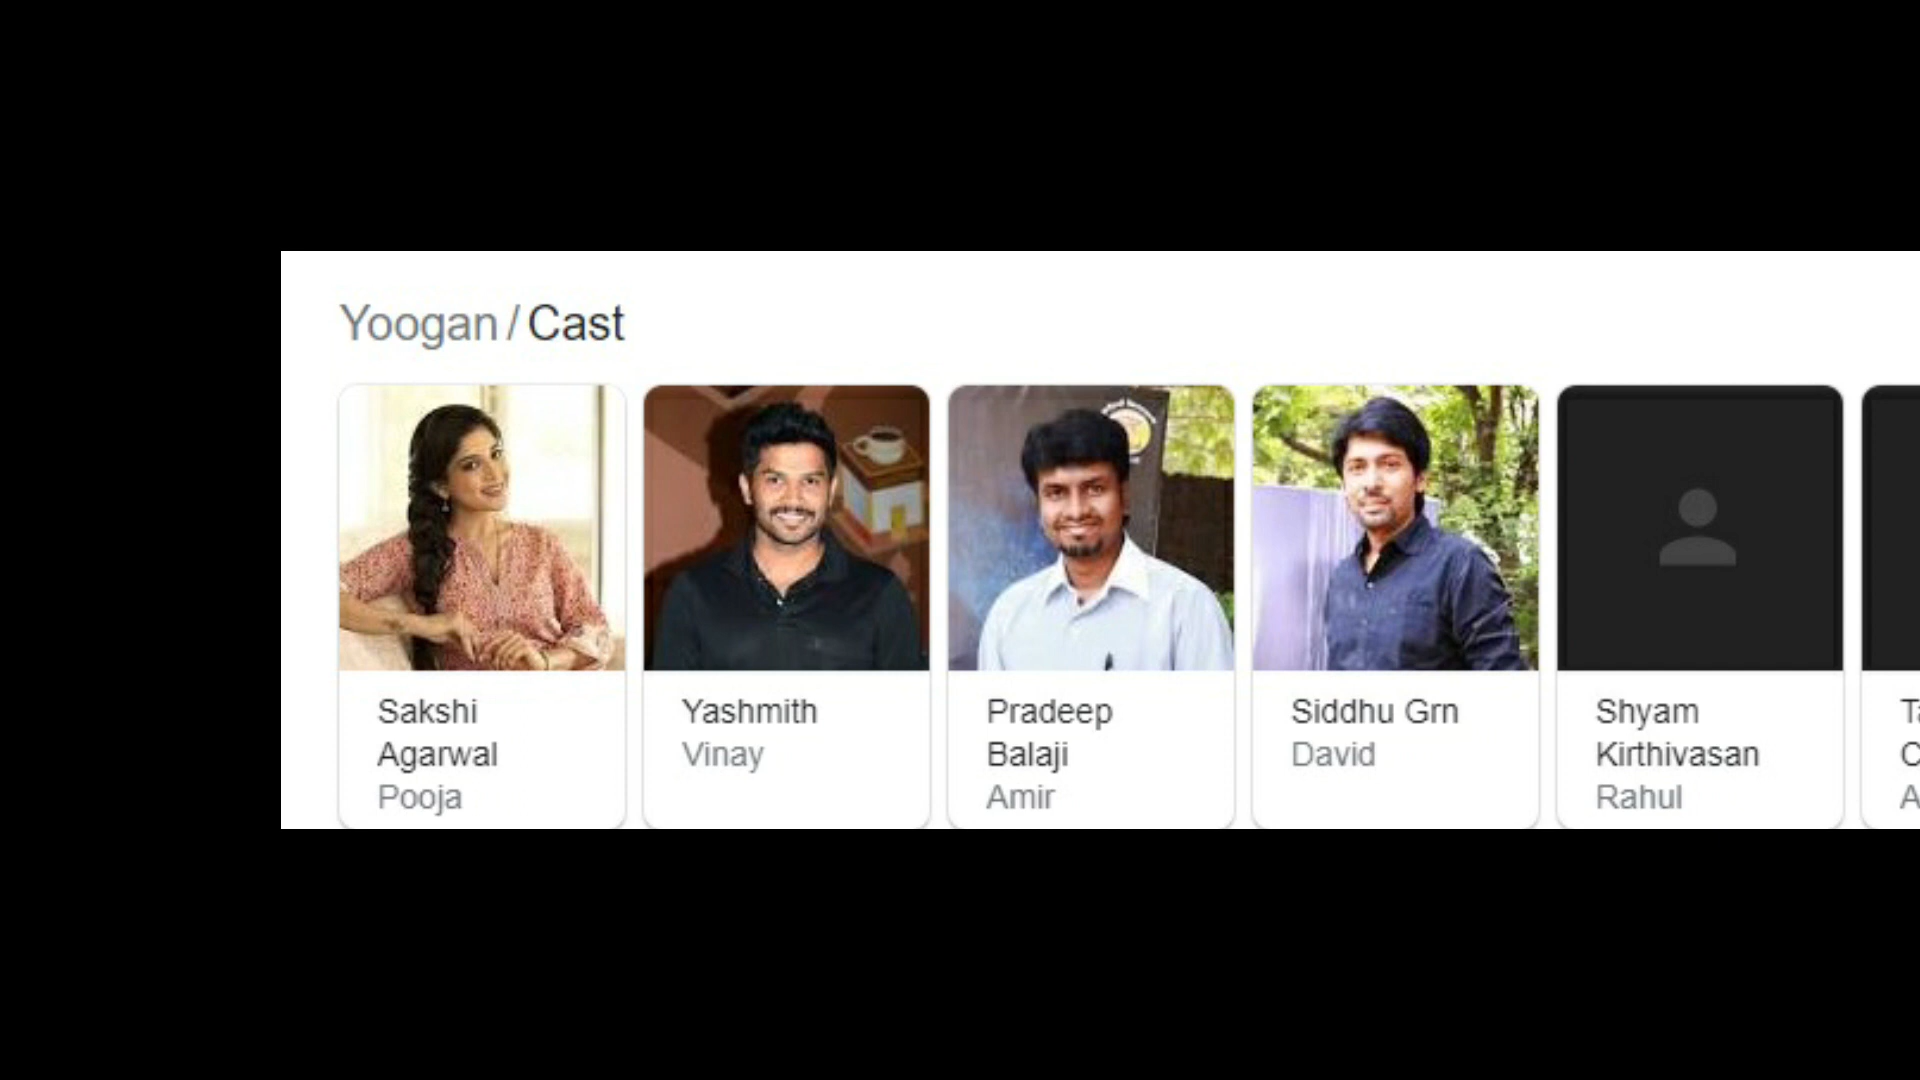 Yoogan / Cast
Sakshi
Agarwal
Pooja
Yashmith
Vinay
Pradeep
Balaji
Amir
Siddhu Grn
David
Shyam
Kirthivasan
Rahul